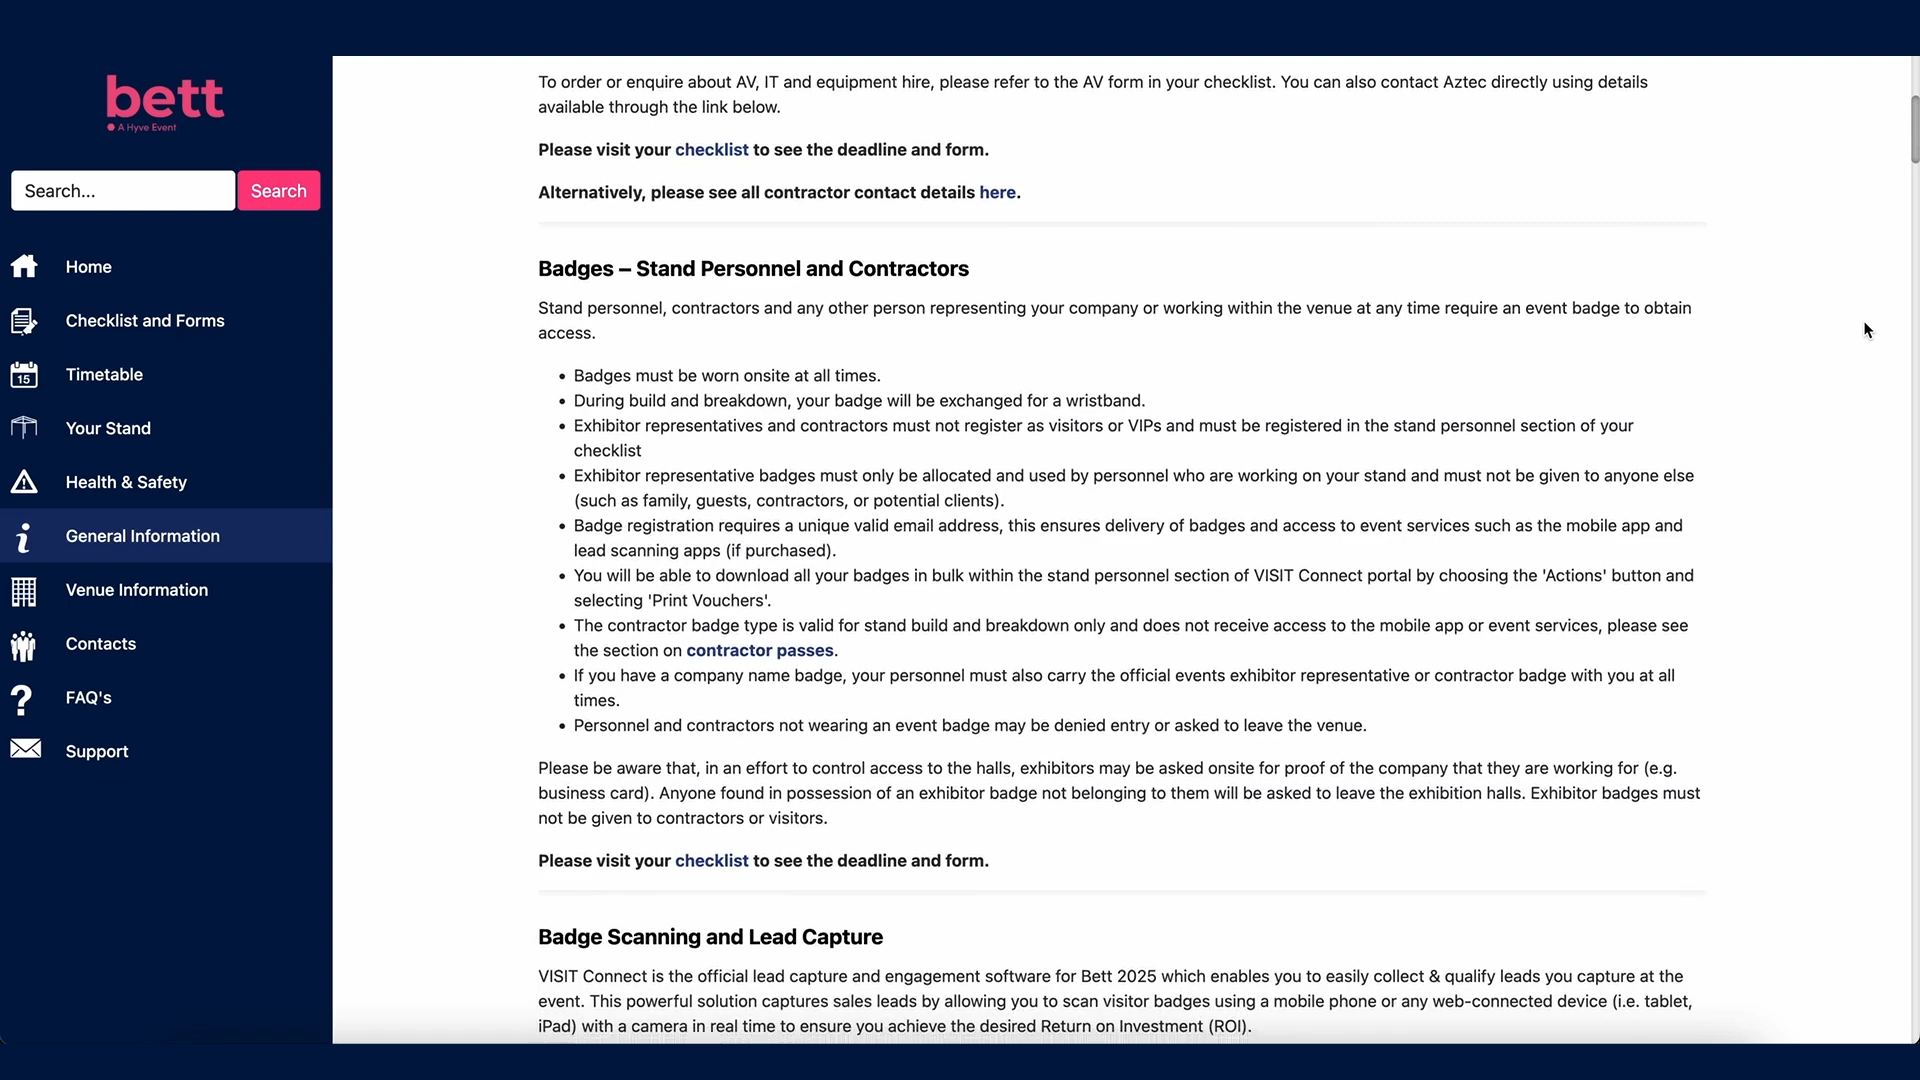 bett
A Hyve Event
Search...
Search
Home
Checklist and Forms
15
Timetable
Your Stand
Health & Safety
General Information
Venue Information
Contacts
FAQ's
Support
To order or enquire about AV, IT and equipment hire, please refer to the AV form in your checklist. You can also contact Aztec directly using details
available through the link below.
Please visit your checklist to see the deadline and form.
Alternatively, please see all contractor contact details here.
Badges – Stand Personnel and Contractors
Stand personnel, contractors and any other person representing your company or working within the venue at any time require an event badge to obtain
access.
• Badges must be worn onsite at all times.
• During build and breakdown, your badge will be exchanged for a wristband.
• Exhibitor representatives and contractors must not register as visitors or VIPs and must be registered in the stand personnel section of your
checklist
• Exhibitor representative badges must only be allocated and used by personnel who are working on your stand and must not be given to anyone else
(such as family, guests, contractors, or potential clients).
• Badge registration requires a unique valid email address, this ensures delivery of badges and access to event services such as the mobile app and
lead scanning apps (if purchased).
• You will be able to download all your badges in bulk within the stand personnel section of VISIT Connect portal by choosing the 'Actions' button and
selecting 'Print Vouchers'.
• The contractor badge type is valid for stand build and breakdown only and does not receive access to the mobile app or event services, please see
the section on contractor passes.
• If you have a company name badge, your personnel must also carry the official events exhibitor representative or contractor badge with you at all
times.
• Personnel and contractors not wearing an event badge may be denied entry or asked to leave the venue.
Please be aware that, in an effort to control access to the halls, exhibitors may be asked onsite for proof of the company that they are working for (e.g.
business card). Anyone found in possession of an exhibitor badge not belonging to them will be asked to leave the exhibition halls. Exhibitor badges must
not be given to contractors or visitors.
Please visit your checklist to see the deadline and form.
Badge Scanning and Lead Capture
VISIT Connect is the official lead capture and engagement software for Bett 2025 which enables you to easily collect & qualify leads you capture at the
event. This powerful solution captures sales leads by allowing you to scan visitor badges using a mobile phone or any web-connected device (i.e. tablet,
iPad) with a camera in real time to ensure you achieve the desired Return on Investment (ROI).